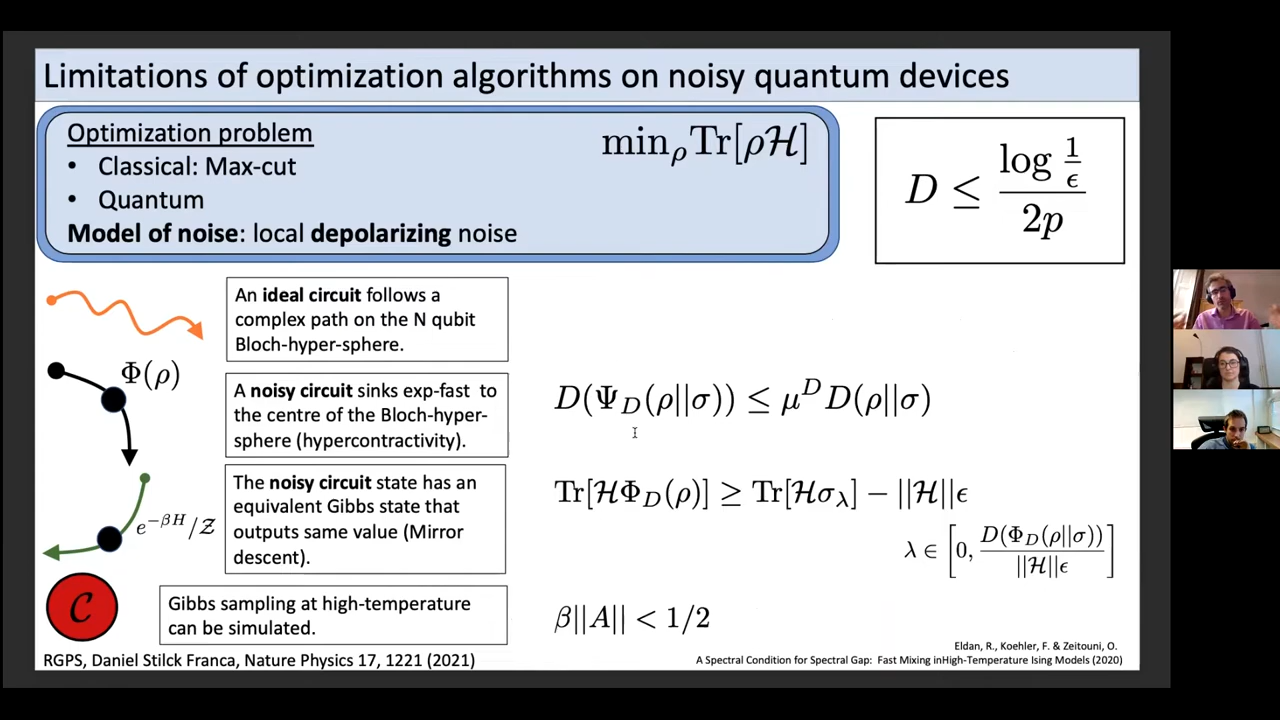 Limitations of optimization algorithms on noisy quantum devices
Optimization problem
• Classical: Max-cut
• Quantum
Model of noise: local depolarizing noise
min_ρ Tr[ρℋ]
D ≤ log 1/ϵ / 2p
An ideal circuit follows a
complex path on the N qubit
Bloch-hyper-sphere.
Φ(ρ)
A noisy circuit sinks exp-fast to
the centre of the Bloch-hyper-
sphere (hypercontractivity).
D(Ψ_D(ρ||σ)) ≤ μ^D D(ρ||σ)
e^{-βH}/𝒵
The noisy circuit state has an
equivalent Gibbs state that
outputs same value (Mirror
descent).
Tr[ℋΦ_D(ρ)] ≥ Tr[ℋσ_λ] − ||ℋ||ϵ
λ ∈ [0, D(Φ_D(ρ||σ)) / ||ℋ||ϵ]
𝒞
Gibbs sampling at high-temperature
can be simulated.
β||A|| < 1/2
RGPS, Daniel Stilck Franca, Nature Physics 17, 1221 (2021)
Eldan, R., Koehler, F. & Zeitouni, O.
A Spectral Condition for Spectral Gap: Fast Mixing inHigh-Temperature Ising Models (2020)